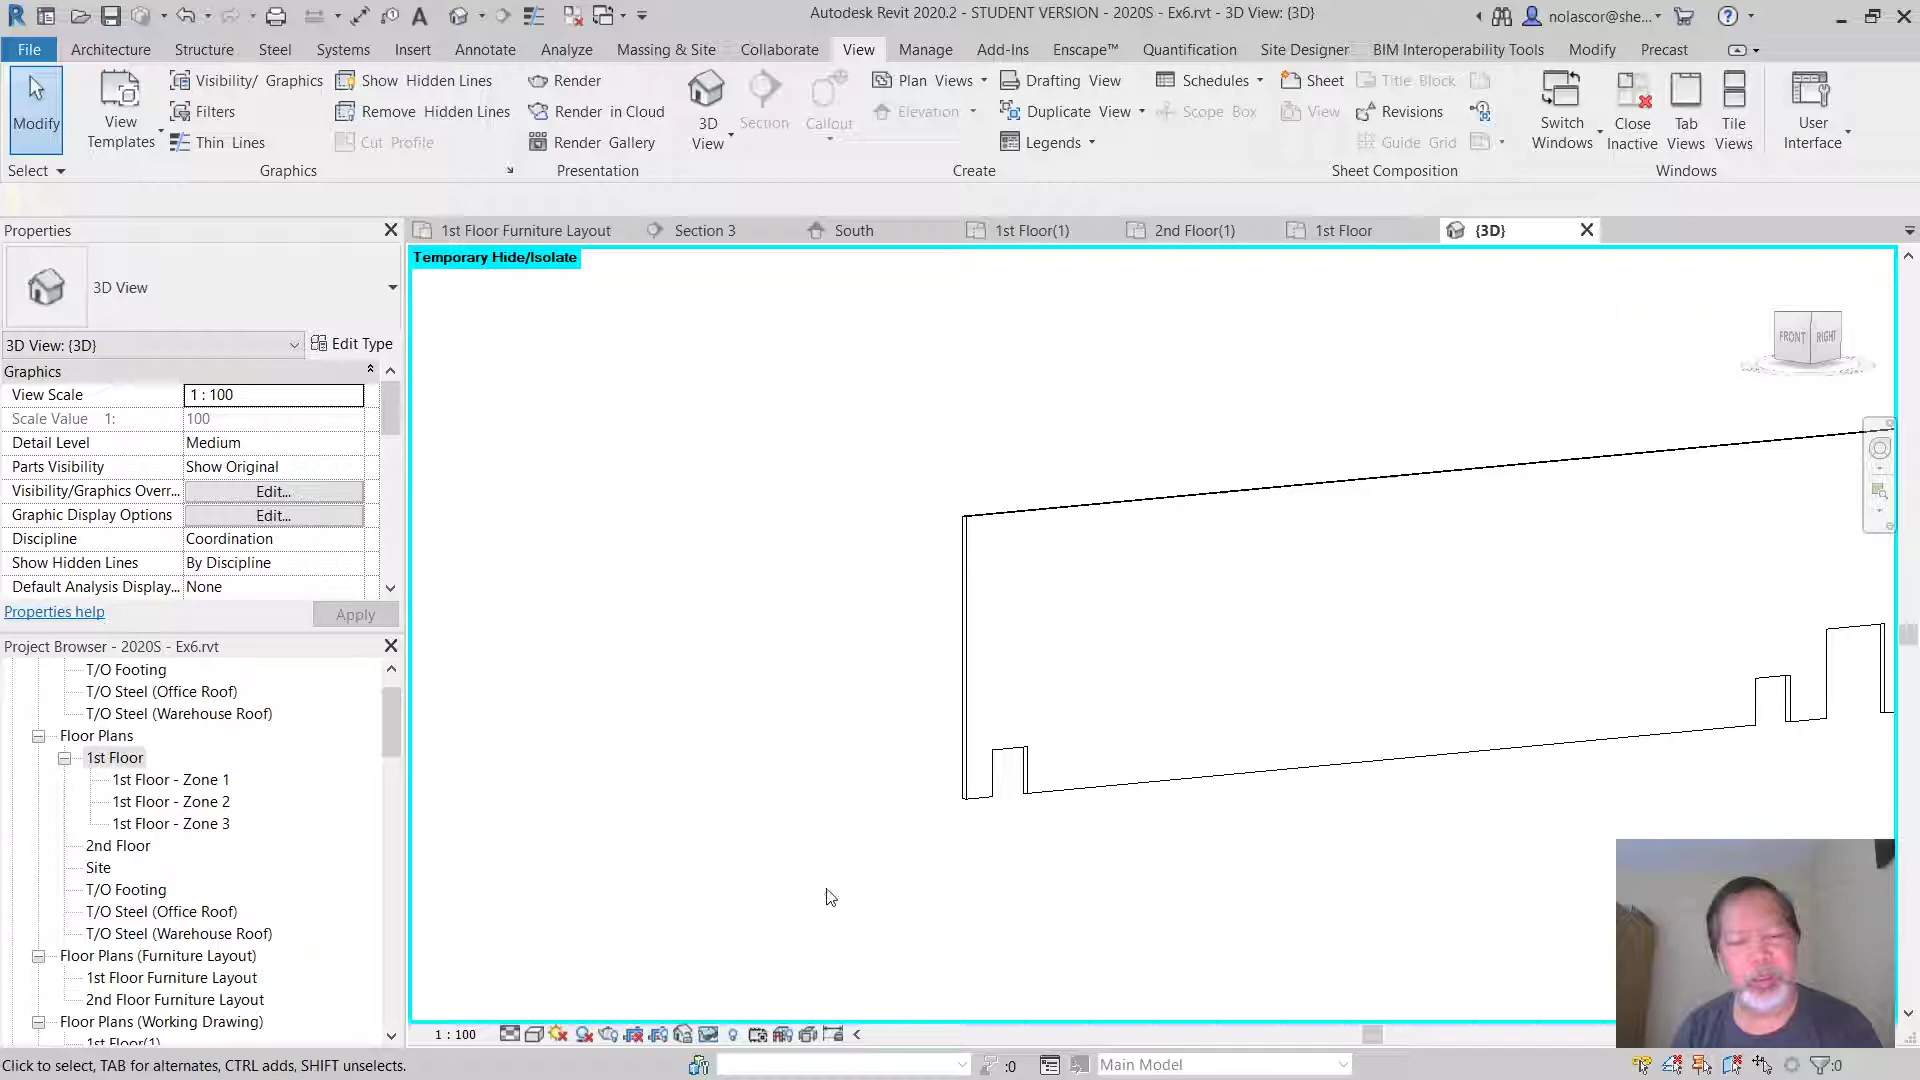 Autodesk Revit 2020.2 - STUDENT VERSION - 2020S - Ex6.rvt - 3D View: {3D}
nolascor@she...
File Architecture Structure Steel Systems Insert Annotate Analyze Massing & Site Collaborate View Manage Add-Ins Enscape™ Quantification Site Designer BIM Interoperability Tools Modify Precast
Modify
View Templates
Visibility/ Graphics
Filters
Thin Lines
Show Hidden Lines
Remove Hidden Lines
Cut Profile
Render
Render in Cloud
Render Gallery
3D View
Section
Callout
Plan Views
Elevation
Drafting View
Duplicate View
Legends
Schedules
Scope Box
Sheet
View
Title Block
Revisions
Guide Grid
Switch Windows
Close Inactive
Tab Views
Tile Views
User Interface
Select Graphics Presentation Create Sheet Composition Windows
Properties
3D View
3D View: {3D} Edit Type
Graphics
View Scale 1 : 100
Scale Value 1: 100
Detail Level Medium
Parts Visibility Show Original
Visibility/Graphics Overr... Edit...
Graphic Display Options Edit...
Discipline Coordination
Show Hidden Lines By Discipline
Default Analysis Display... None
Properties help Apply
Project Browser - 2020S - Ex6.rvt
T/O Footing
T/O Steel (Office Roof)
T/O Steel (Warehouse Roof)
Floor Plans
1st Floor
1st Floor - Zone 1
1st Floor - Zone 2
1st Floor - Zone 3
2nd Floor
Site
T/O Footing
T/O Steel (Office Roof)
T/O Steel (Warehouse Roof)
Floor Plans (Furniture Layout)
1st Floor Furniture Layout
2nd Floor Furniture Layout
Floor Plans (Working Drawing)
1st Floor(1)
1st Floor Furniture Layout Section 3 South 1st Floor(1) 2nd Floor(1) 1st Floor {3D}
Temporary Hide/Isolate
FRONT RIGHT
1 : 100
Click to select, TAB for alternates, CTRL adds, SHIFT unselects.
:0
Main Model
:0